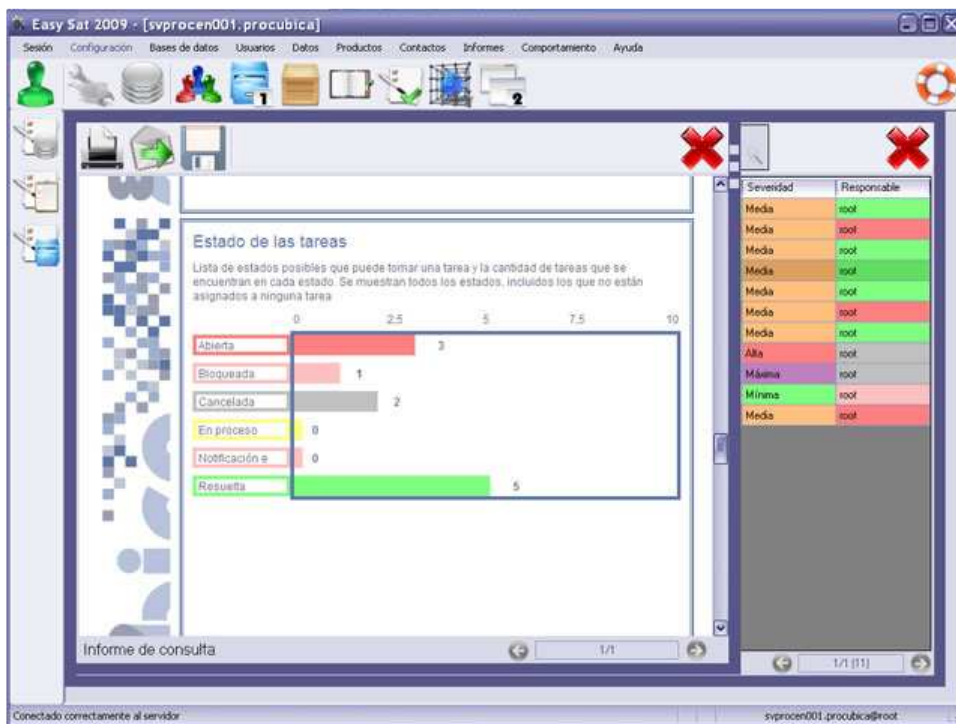 Easy Sat 2009 - [svprocen001.procubica]
Sesión Configuración Bases de datos Usuarios Datos Productos Contactos Informes Comportamiento Ayuda
1
2
Estado de las tareas
Lista de estados posibles que puede tomar una tarea y la cantidad de tareas que se
encuentran en cada estado. Se muestran todos los estados, incluidos los que no están
asignados a ninguna tarea
0 2,5 5 7,5 10
Abierta 3
Bloqueada 1
Cancelada 2
En proceso 0
Notificación e 0
Resuelta 5
Informe de consulta
1/1
Severidad Responsable
Media root
Media root
Media root
Media root
Media root
Media root
Media root
Alta root
Máxima root
Mínima root
Media root
1/1 (11)
Conectado correctamente al servidor
svprocen001.procubica@root